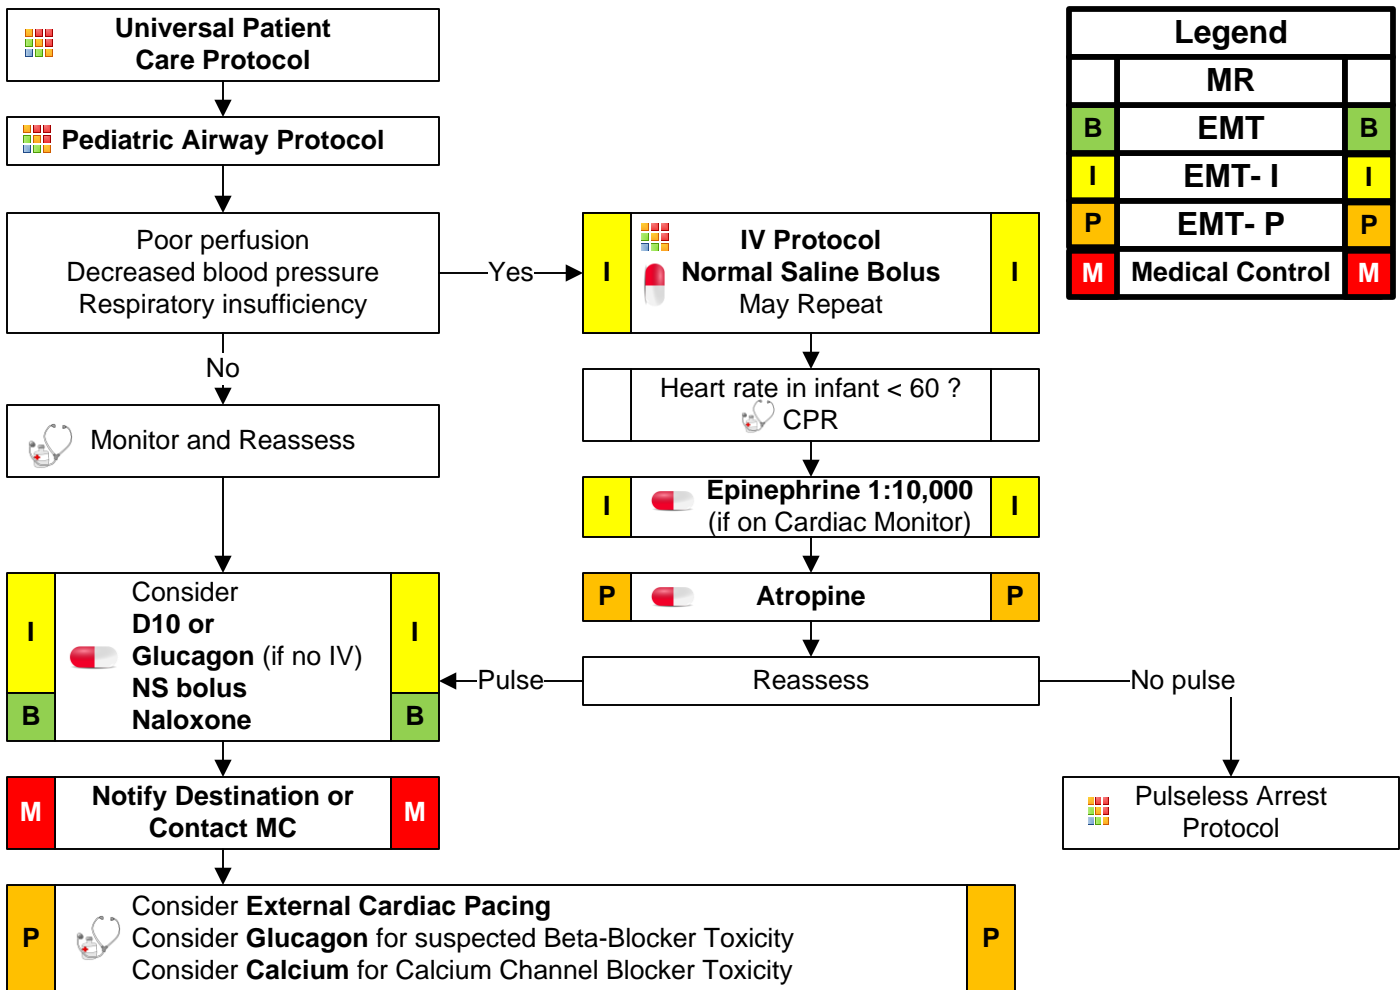 Universal Patient
Care Protocol
Pediatric Airway Protocol
Poor perfusion
Decreased blood pressure
Respiratory insufficiency
Yes
No
Monitor and Reassess
I
IV Protocol
Normal Saline Bolus
May Repeat
I
Heart rate in infant < 60 ?
CPR
I
Epinephrine 1:10,000
(if on Cardiac Monitor)
I
P
Atropine
P
Reassess
Pulse
No pulse
Pulseless Arrest
Protocol
I
B
Consider
D10 or
Glucagon (if no IV)
NS bolus
Naloxone
I
B
M
Notify Destination or
Contact MC
M
P
Consider External Cardiac Pacing
Consider Glucagon for suspected Beta-Blocker Toxicity
Consider Calcium for Calcium Channel Blocker Toxicity
P
Legend
MR
B EMT B
I EMT- I I
P EMT- P P
M Medical Control M